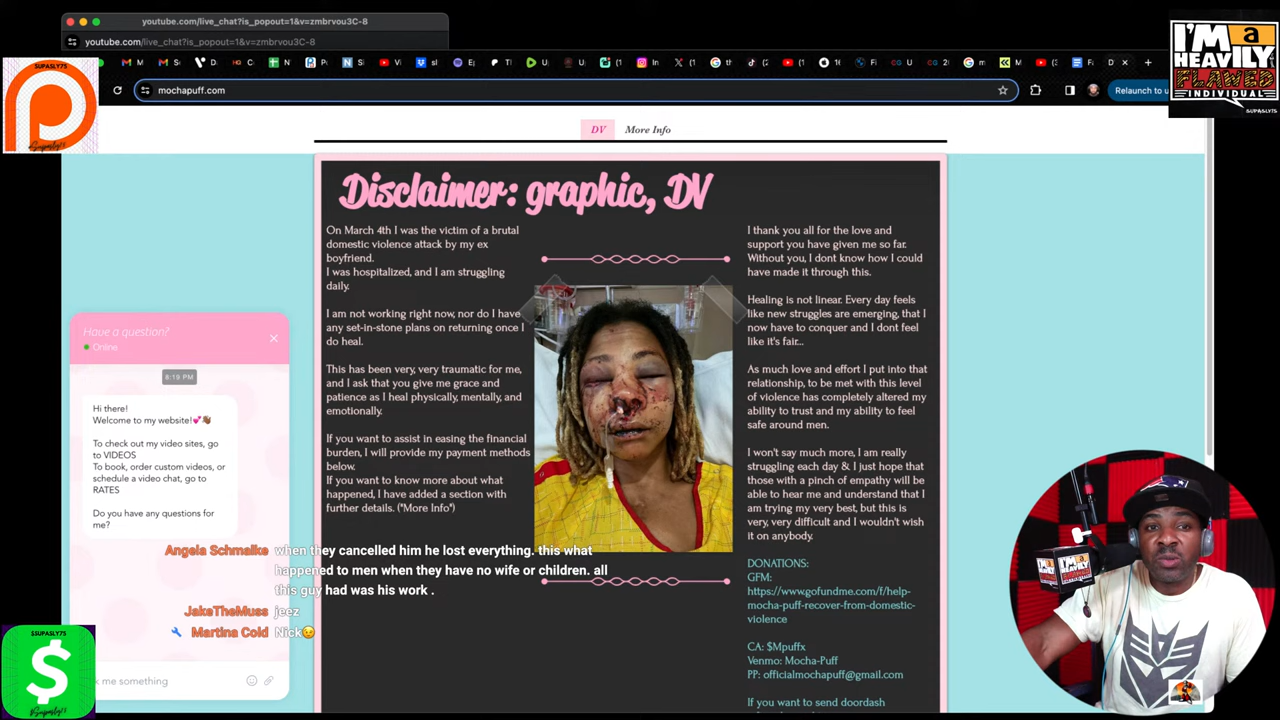 youtube.com/live_chat?is_popout=1&v=zmbrvou3C-8
youtube.com/live_chat?is_popout=1&v=zmbrvou3C-8
mochapuff.com
Relaunch to u
SUPASLY75
SUPASLY75
I'M a
HEAVILY
FLAWED
INDIVIDUAL
SUPASLY75
DV More Info
Disclaimer: graphic, DV
On March 4th I was the victim of a brutal
domestic violence attack by my ex
boyfriend.
I was hospitalized, and I am struggling
daily.
I am not working right now, nor do I have
any set-in-stone plans on returning once I
do heal.
This has been very, very traumatic for me,
and I ask that you give me grace and
patience as I heal physically, mentally, and
emotionally.
If you want to assist in easing the financial
burden, I will provide my payment methods
below.
If you want to know more about what
happened, I have added a section with
further details. ("More Info")
I thank you all for the love and
support you have given me so far.
Without you, I dont know how I could
have made it through this.
Healing is not linear. Every day feels
like new struggles are emerging, that I
now have to conquer and I dont feel
like it's fair...
As much love and effort I put into that
relationship, to be met with this level
of violence has completely altered my
ability to trust and my ability to feel
safe around men.
I won't say much more, I am really
struggling each day & I just hope that
those with a pinch of empathy will be
able to hear me and understand that I
am trying my very best, but this is
very, very difficult and I wouldn't wish
it on anybody.
DONATIONS:
GFM:
https://www.gofundme.com/f/help-
mocha-puff-recover-from-domestic-
violence
CA: $Mpuffx
Venmo: Mocha-Puff
PP: officialmochapuff@gmail.com
If you want to send doordash
Have a question?
Online
8:19 PM
Hi there!
Welcome to my website!💕👋🏾
To check out my video sites, go
to VIDEOS
To book, order custom videos, or
schedule a video chat, go to
RATES
Do you have any questions for
me?
me something
Angela Schmalke when they cancelled him he lost everything. this what
happened to men when they have no wife or children. all
this guy had was his work .
JakeTheMuss jeez
Martina Cold Nick😉
$SUPASLY75
$Supasly75